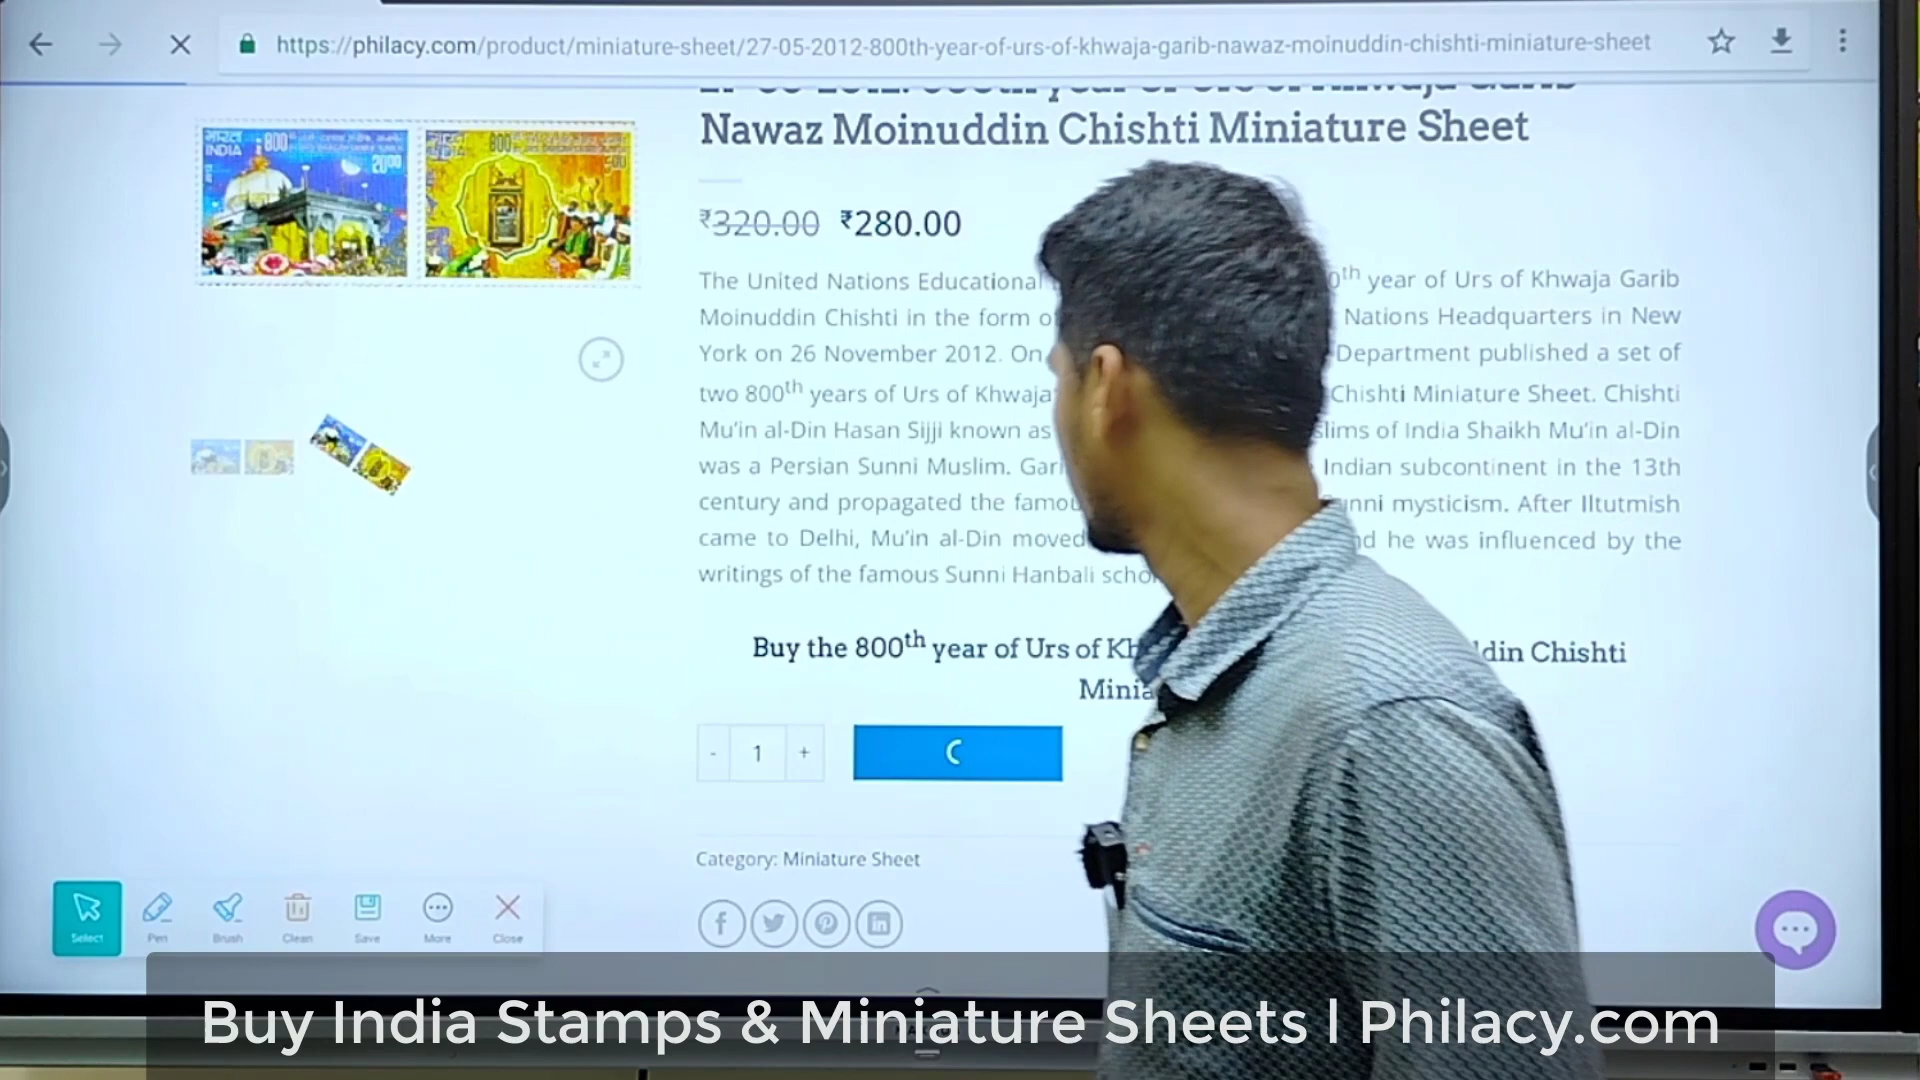 https://philacy.com/product/miniature-sheet/27-05-2012-800th-year-of-urs-of-khwaja-garib-nawaz-moinuddin-chishti-miniature-sheet
Nawaz Moinuddin Chishti Miniature Sheet
भारत
INDIA
800
20.00
800
5.00
₹320.00 ₹280.00
The United Nations Educational 0th year of Urs of Khwaja Garib
Moinuddin Chishti in the form of Nations Headquarters in New
York on 26 November 2012. On Department published a set of
two 800th years of Urs of Khwaja Chishti Miniature Sheet. Chishti
Mu'in al-Din Hasan Sijji known as slims of India Shaikh Mu'in al-Din
was a Persian Sunni Muslim. Indian subcontinent in the 13th
century and propagated the mysticism. After Iltutmish
came to Delhi, Mu'in al-Din moved he was influenced by the
writings of the famous Sunni Hanbali
Buy the 800th year of Urs of din Chishti
- 1 +
Category: Miniature Sheet
Select Pen Brush Clean Save More Close
Buy India Stamps & Miniature Sheets l Philacy.com